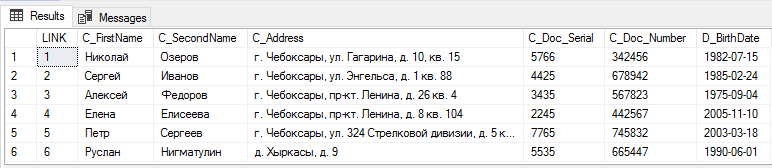 Results Messages
LINK C_FirstName C_SecondName C_Address C_Doc_Serial C_Doc_Number D_BirthDate
1 1 Николай Озеров г. Чебоксары, ул. Гагарина, д. 10, кв. 15 5766 342456 1982-07-15
2 2 Сергей Иванов г. Чебоксары, ул. Энгельса, д. 1 кв. 88 4425 678942 1985-02-24
3 3 Алексей Федоров г. Чебоксары, пр-кт. Ленина, д. 26 кв. 4 3435 567823 1975-09-04
4 4 Елена Елисеева г. Чебоксары, пр-кт. Ленина, д. 8 кв. 104 2245 442567 2005-11-10
5 5 Петр Сергеев г. Чебоксары, ул. 324 Стрелковой дивизии, д. 5 к... 7765 745832 2003-03-18
6 6 Руслан Нигматулин д. Хыркасы, д. 9 5535 665447 1990-06-01